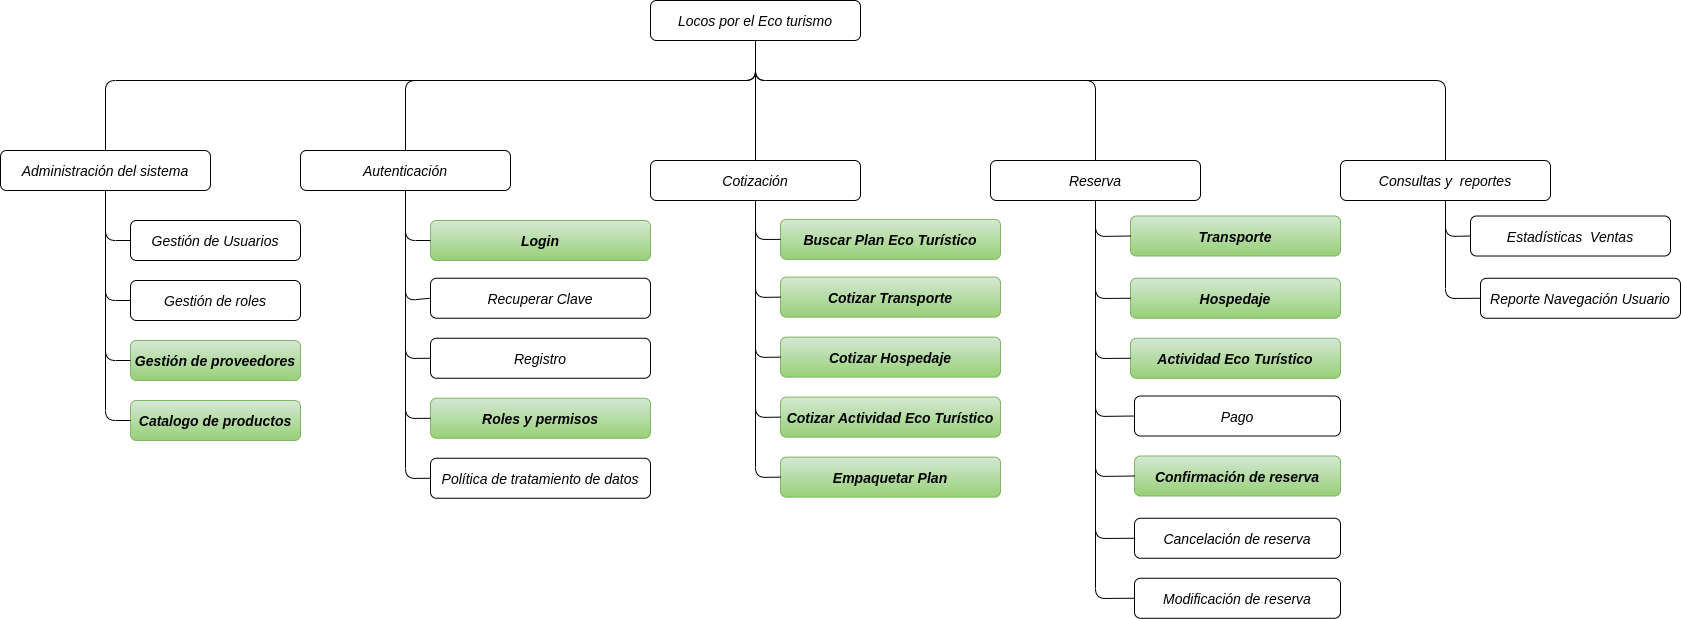 Locos por el Eco turismo
Administración del sistema
Gestión de Usuarios
Gestión de roles
Gestión de proveedores
Catalogo de productos
Autenticación
Login
Recuperar Clave
Registro
Roles y permisos
Política de tratamiento de datos
Cotización
Buscar Plan Eco Turístico
Cotizar Transporte
Cotizar Hospedaje
Cotizar Actividad Eco Turístico
Empaquetar Plan
Reserva
Transporte
Hospedaje
Actividad Eco Turístico
Pago
Confirmación de reserva
Cancelación de reserva
Modificación de reserva
Consultas y  reportes
Estadísticas  Ventas
Reporte Navegación Usuario